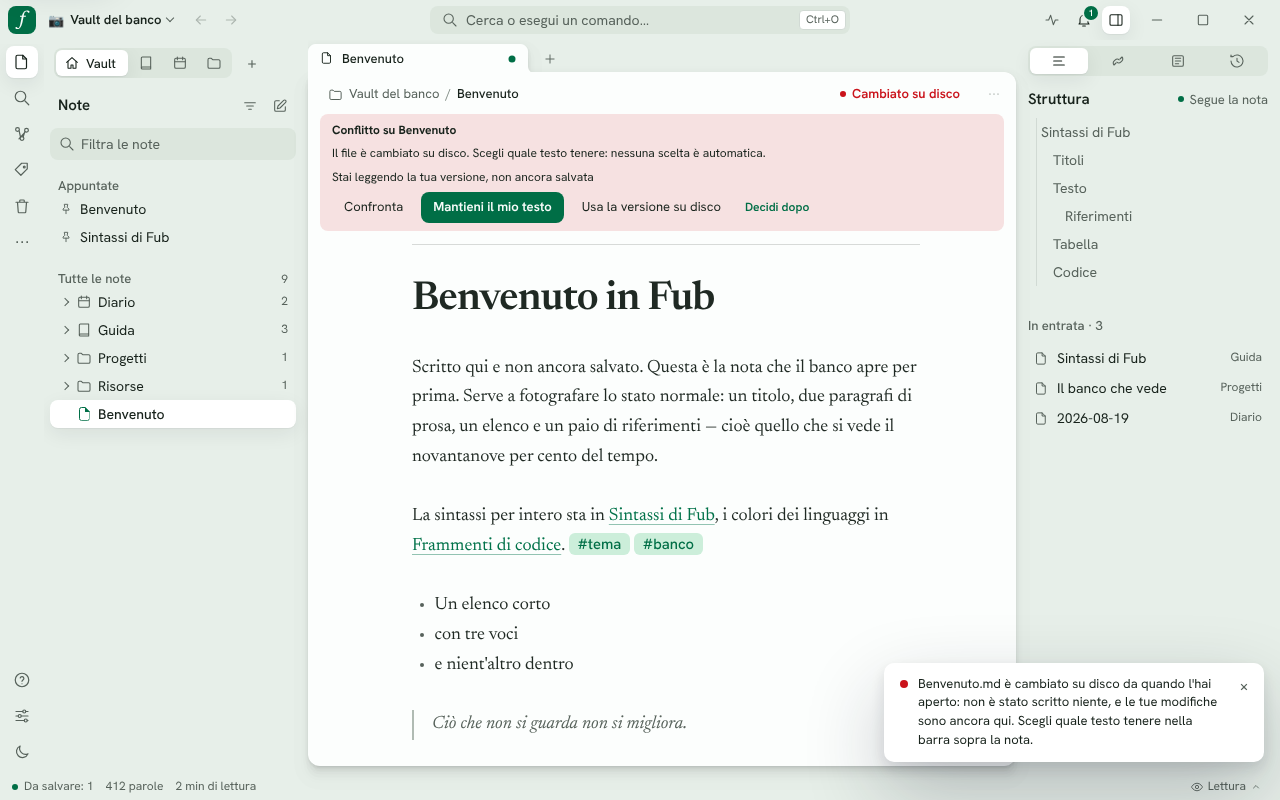 f
Vault del banco
Cerca o esegui un comando...
Ctrl+O
1
Vault
Benvenuto
Note
Filtra le note
Appuntate
Benvenuto
Sintassi di Fub
Tutte le note 9
Diario 2
Guida 3
Progetti 1
Risorse 1
Benvenuto
Vault del banco / Benvenuto
Cambiato su disco
Conflitto su Benvenuto
Il file è cambiato su disco. Scegli quale testo tenere: nessuna scelta è automatica.
Stai leggendo la tua versione, non ancora salvata
Confronta
Mantieni il mio testo
Usa la versione su disco
Decidi dopo
Benvenuto in Fub
Scritto qui e non ancora salvato. Questa è la nota che il banco apre per
prima. Serve a fotografare lo stato normale: un titolo, due paragrafi di
prosa, un elenco e un paio di riferimenti — cioè quello che si vede il
novantanove per cento del tempo.
La sintassi per intero sta in Sintassi di Fub, i colori dei linguaggi in
Frammenti di codice. #tema #banco
• Un elenco corto
• con tre voci
• e nient'altro dentro
Ciò che non si guarda non si migliora.
Struttura
Segue la nota
Sintassi di Fub
Titoli
Testo
Riferimenti
Tabella
Codice
In entrata · 3
Sintassi di Fub Guida
Il banco che vede Progetti
2026-08-19 Diario
Benvenuto.md è cambiato su disco da quando l'hai
aperto: non è stato scritto niente, e le tue modifiche
sono ancora qui. Scegli quale testo tenere nella
barra sopra la nota.
Da salvare: 1
412 parole
2 min di lettura
Lettura